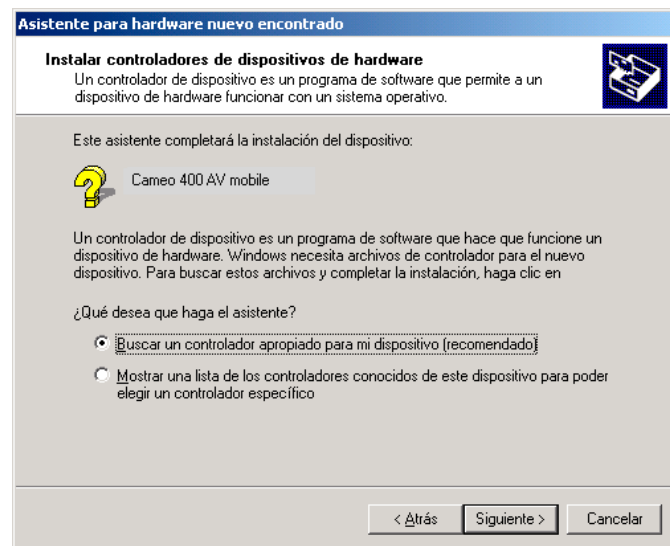 Asistente para hardware nuevo encontrado
Instalar controladores de dispositivos de hardware
Un controlador de dispositivo es un programa de software que permite a un
dispositivo de hardware funcionar con un sistema operativo.
Este asistente completará la instalación del dispositivo:
Cameo 400 AV mobile
Un controlador de dispositivo es un programa de software que hace que funcione un
dispositivo de hardware. Windows necesita archivos de controlador para el nuevo
dispositivo. Para buscar estos archivos y completar la instalación, haga clic en
¿Qué desea que haga el asistente?
Buscar un controlador apropiado para mi dispositivo (recomendado)
Mostrar una lista de los controladores conocidos de este dispositivo para poder
elegir un controlador específico
< Atrás Siguiente > Cancelar